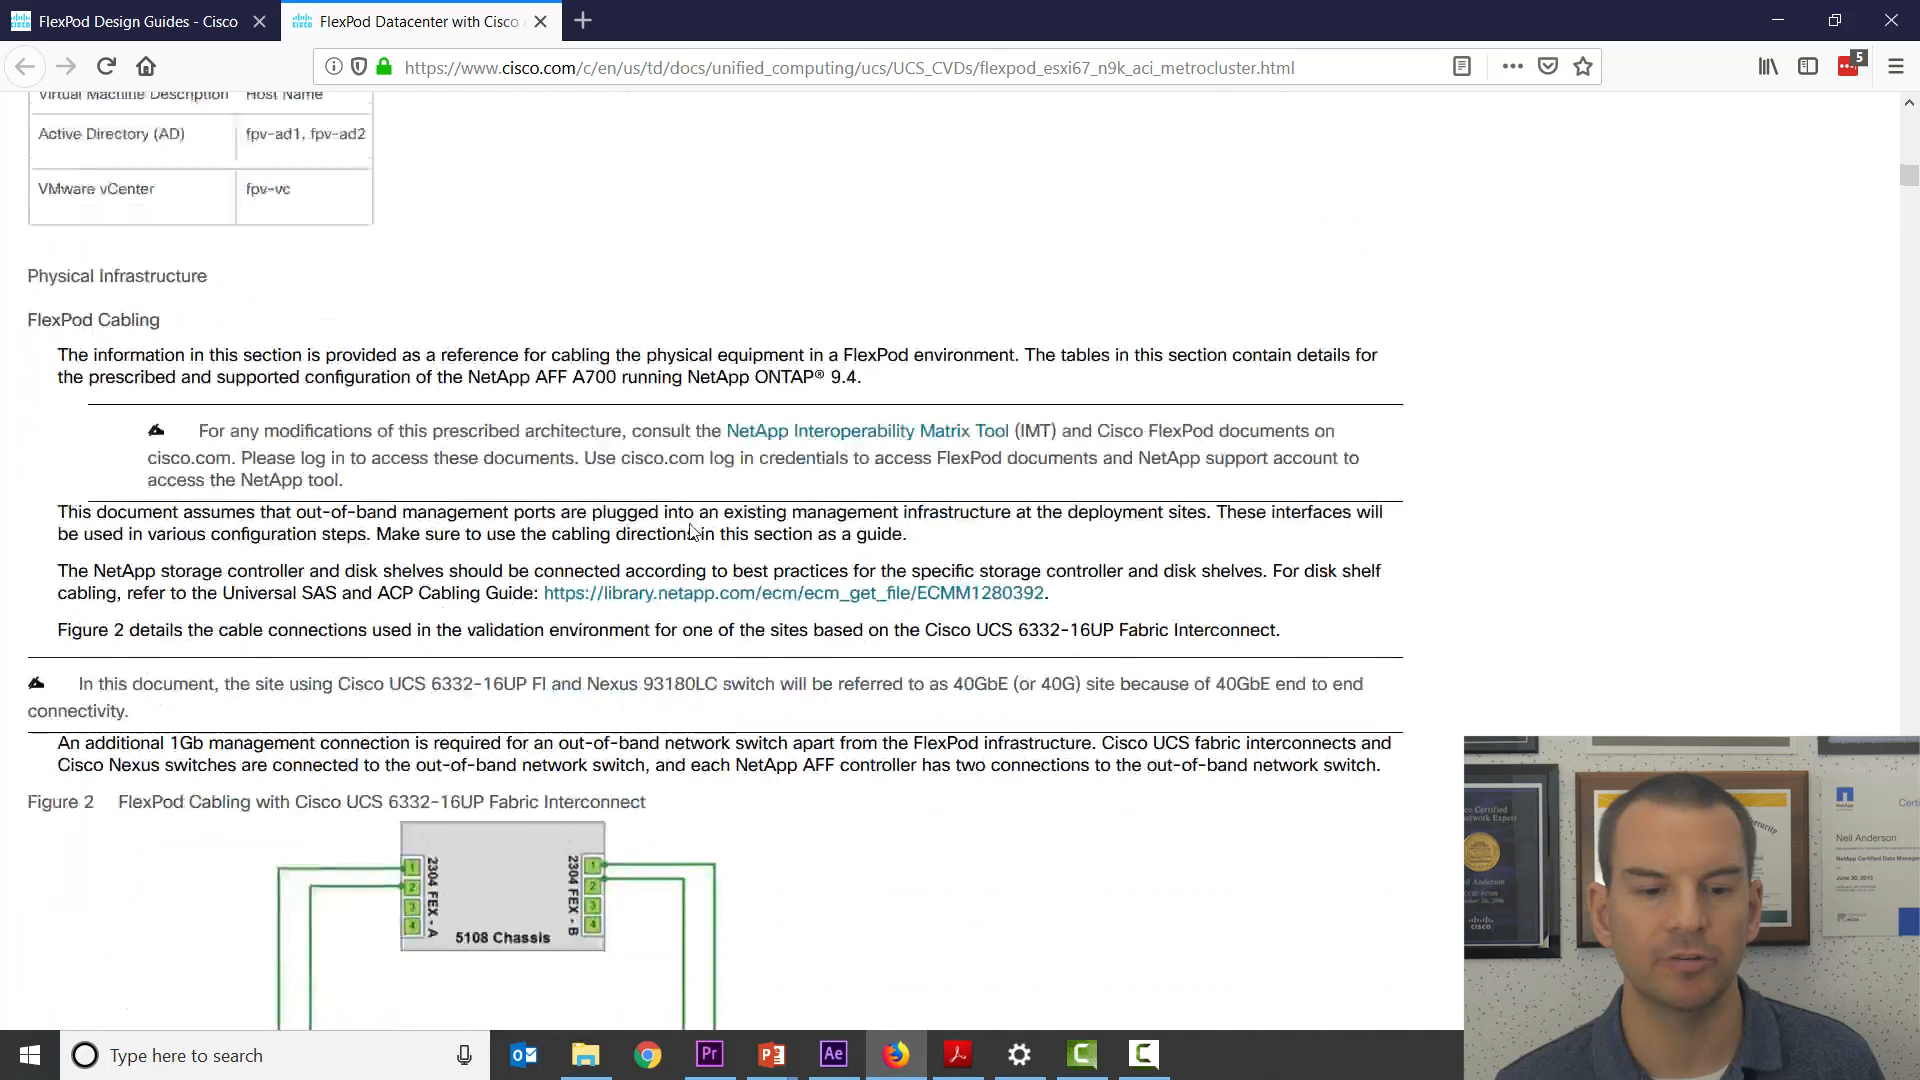 FlexPod Design Guides - Cisco
FlexPod Datacenter with Cisco
https://www.cisco.com/c/en/us/td/docs/unified_computing/ucs/UCS_CVDs/flexpod_esxi67_n9k_aci_metrocluster.html
5
Virtual Machine Description Host Name
Active Directory (AD) fpv-ad1, fpv-ad2
VMware vCenter fpv-vc
Physical Infrastructure
FlexPod Cabling
The information in this section is provided as a reference for cabling the physical equipment in a FlexPod environment. The tables in this section contain details for
the prescribed and supported configuration of the NetApp AFF A700 running NetApp ONTAP® 9.4.
For any modifications of this prescribed architecture, consult the NetApp Interoperability Matrix Tool (IMT) and Cisco FlexPod documents on
cisco.com. Please log in to access these documents. Use cisco.com log in credentials to access FlexPod documents and NetApp support account to
access the NetApp tool.
This document assumes that out-of-band management ports are plugged into an existing management infrastructure at the deployment sites. These interfaces will
be used in various configuration steps. Make sure to use the cabling directions in this section as a guide.
The NetApp storage controller and disk shelves should be connected according to best practices for the specific storage controller and disk shelves. For disk shelf
cabling, refer to the Universal SAS and ACP Cabling Guide: https://library.netapp.com/ecm/ecm_get_file/ECMM1280392.
Figure 2 details the cable connections used in the validation environment for one of the sites based on the Cisco UCS 6332-16UP Fabric Interconnect.
In this document, the site using Cisco UCS 6332-16UP FI and Nexus 93180LC switch will be referred to as 40GbE (or 40G) site because of 40GbE end to end
connectivity.
An additional 1Gb management connection is required for an out-of-band network switch apart from the FlexPod infrastructure. Cisco UCS fabric interconnects and
Cisco Nexus switches are connected to the out-of-band network switch, and each NetApp AFF controller has two connections to the out-of-band network switch.
Figure 2 FlexPod Cabling with Cisco UCS 6332-16UP Fabric Interconnect
1
2
3
4
2304 FEX - A
2304 FEX - B
1
2
3
4
5108 Chassis
Neil Anderson
June 30, 2013
Type here to search